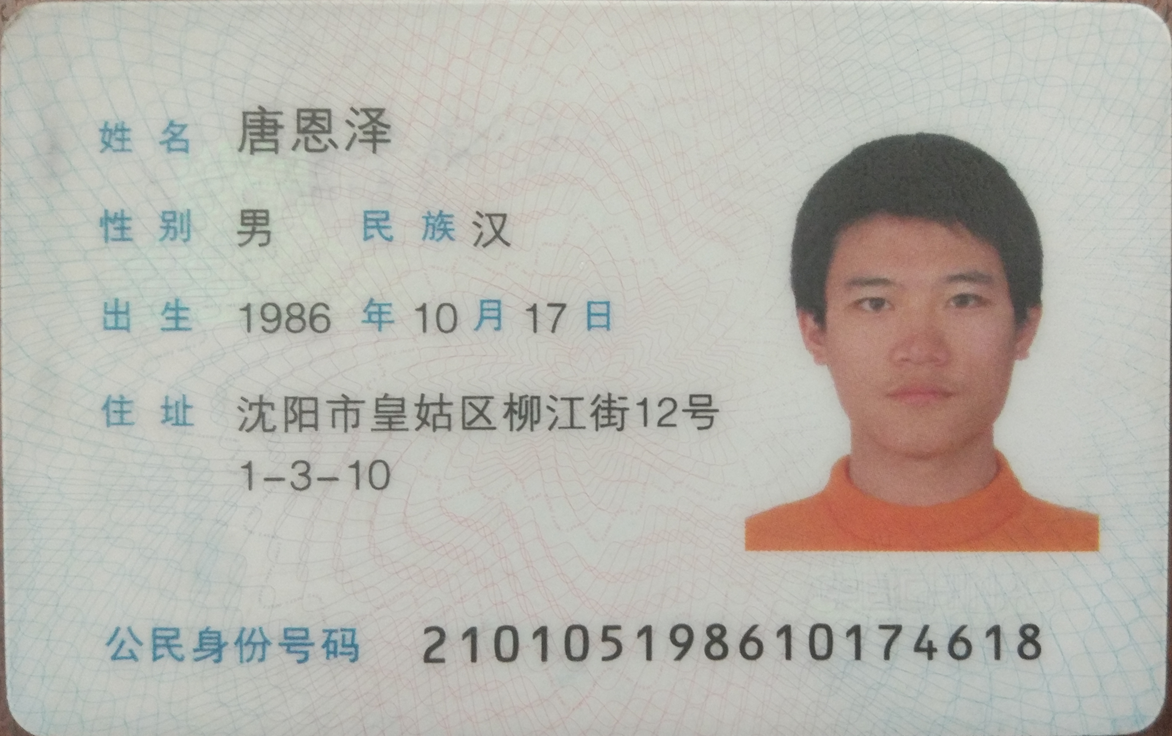 姓名 唐恩泽
性别 男 民族 汉
出生 1986 年 10 月 17 日
住址 沈阳市皇姑区柳江街12号
1-3-10
公民身份号码 210105198610174618